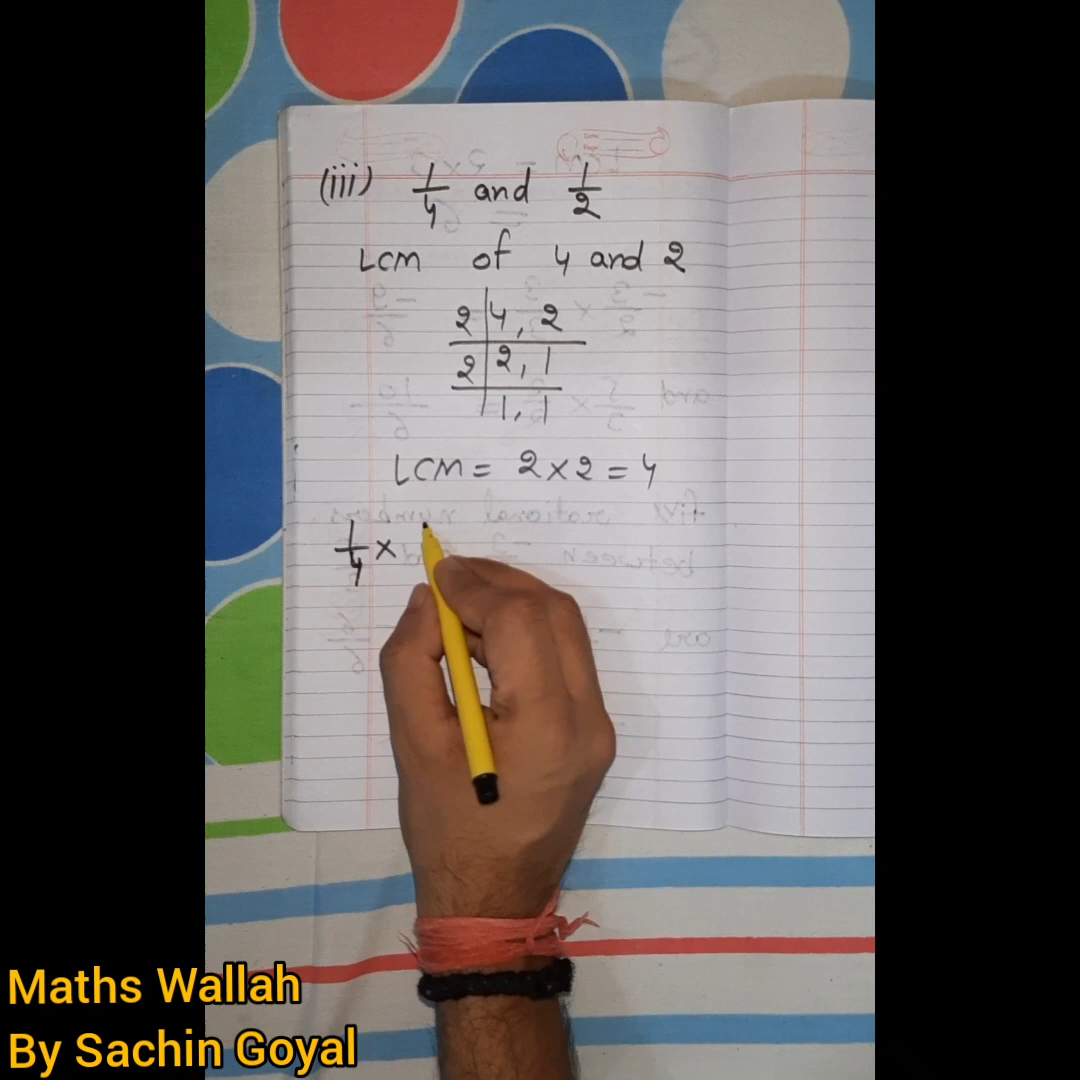 (iii) 1/4 and 1/2
LCM of 4 and 2
2 | 4, 2
2 | 2, 1
| 1, 1
LCM = 2 × 2 = 4
1/4 ×
Maths Wallah
By Sachin Goyal